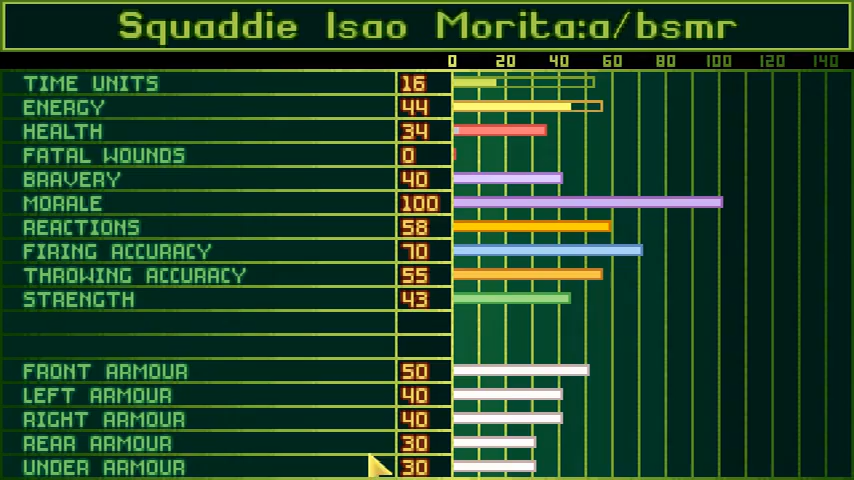 Squaddie Isao Morita:a/bsmr
0 20 40 60 80 100 120 140
TIME UNITS 16
ENERGY 44
HEALTH 34
FATAL WOUNDS 0
BRAVERY 40
MORALE 100
REACTIONS 58
FIRING ACCURACY 70
THROWING ACCURACY 55
STRENGTH 43
FRONT ARMOUR 50
LEFT ARMOUR 40
RIGHT ARMOUR 40
REAR ARMOUR 30
UNDER ARMOUR 30